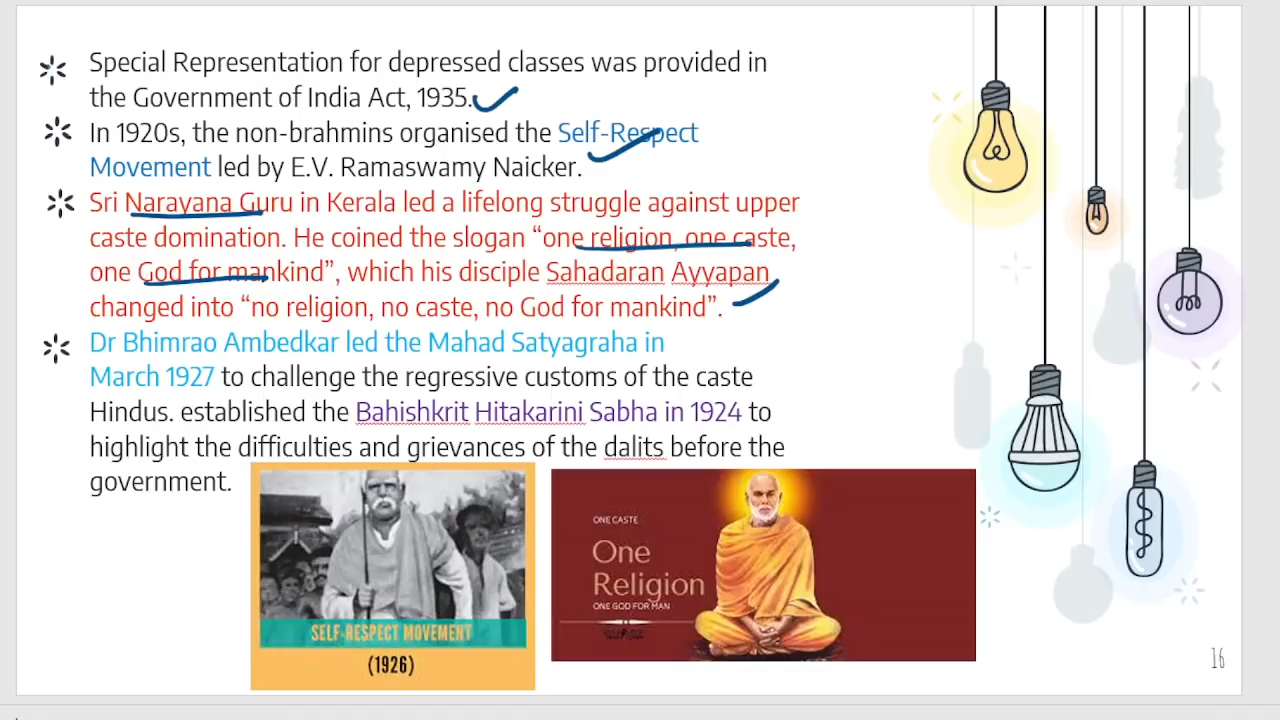 Special Representation for depressed classes was provided in
the Government of India Act, 1935.
In 1920s, the non-brahmins organised the Self-Respect
Movement led by E.V. Ramaswamy Naicker.
Sri Narayana Guru in Kerala led a lifelong struggle against upper
caste domination. He coined the slogan “one religion, one caste,
one God for mankind”, which his disciple Sahadaran Ayyapan
changed into “no religion, no caste, no God for mankind”.
Dr Bhimrao Ambedkar led the Mahad Satyagraha in
March 1927 to challenge the regressive customs of the caste
Hindus. established the Bahishkrit Hitakarini Sabha in 1924 to
highlight the difficulties and grievances of the dalits before the
government.
SELF-RESPECT MOVEMENT
(1926)
ONE CASTE
One
Religion
ONE GOD FOR MAN
16